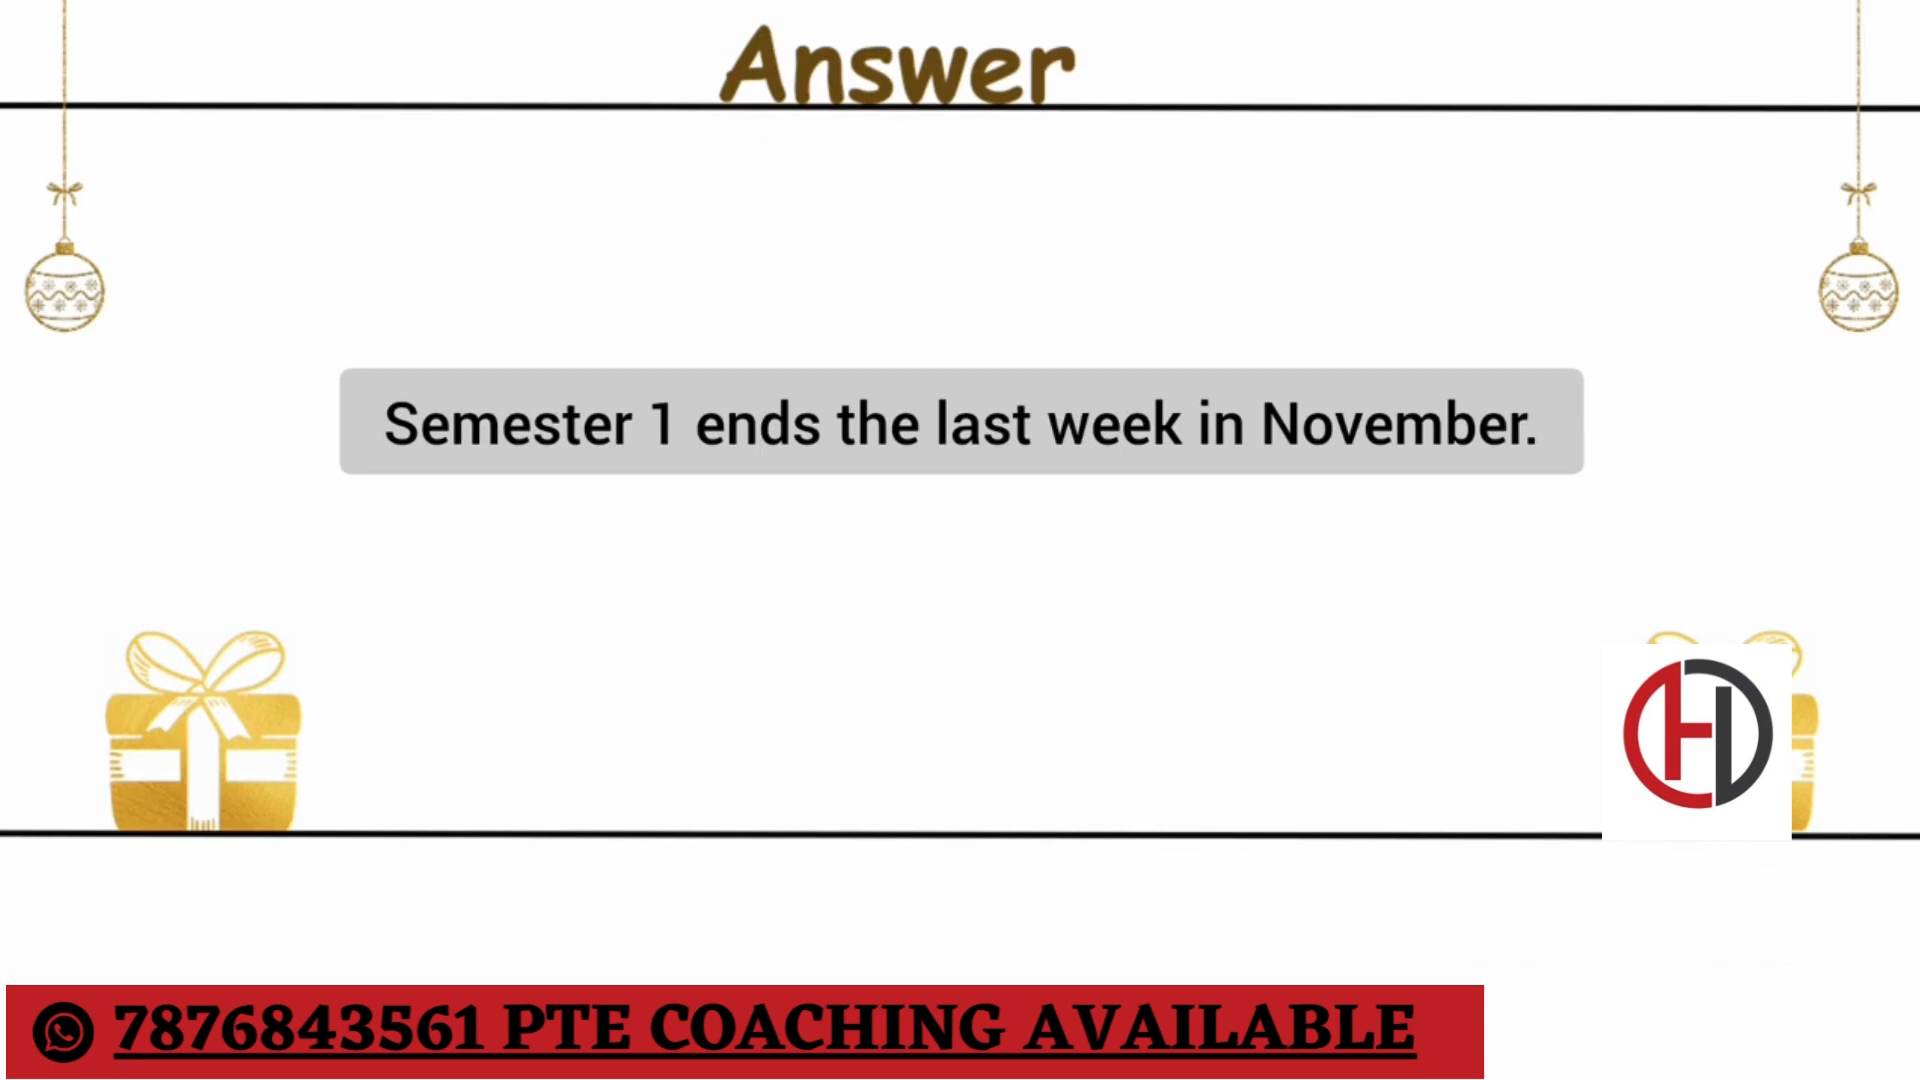 Answer
Semester 1 ends the last week in November.
7876843561 PTE COACHING AVAILABLE